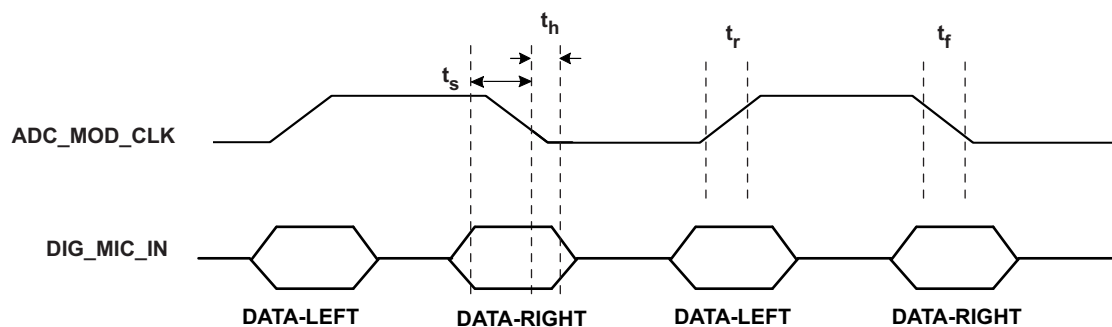 t_h
t_r
t_f
t_s
ADC_MOD_CLK
DIG_MIC_IN
DATA-LEFT
DATA-RIGHT
DATA-LEFT
DATA-RIGHT